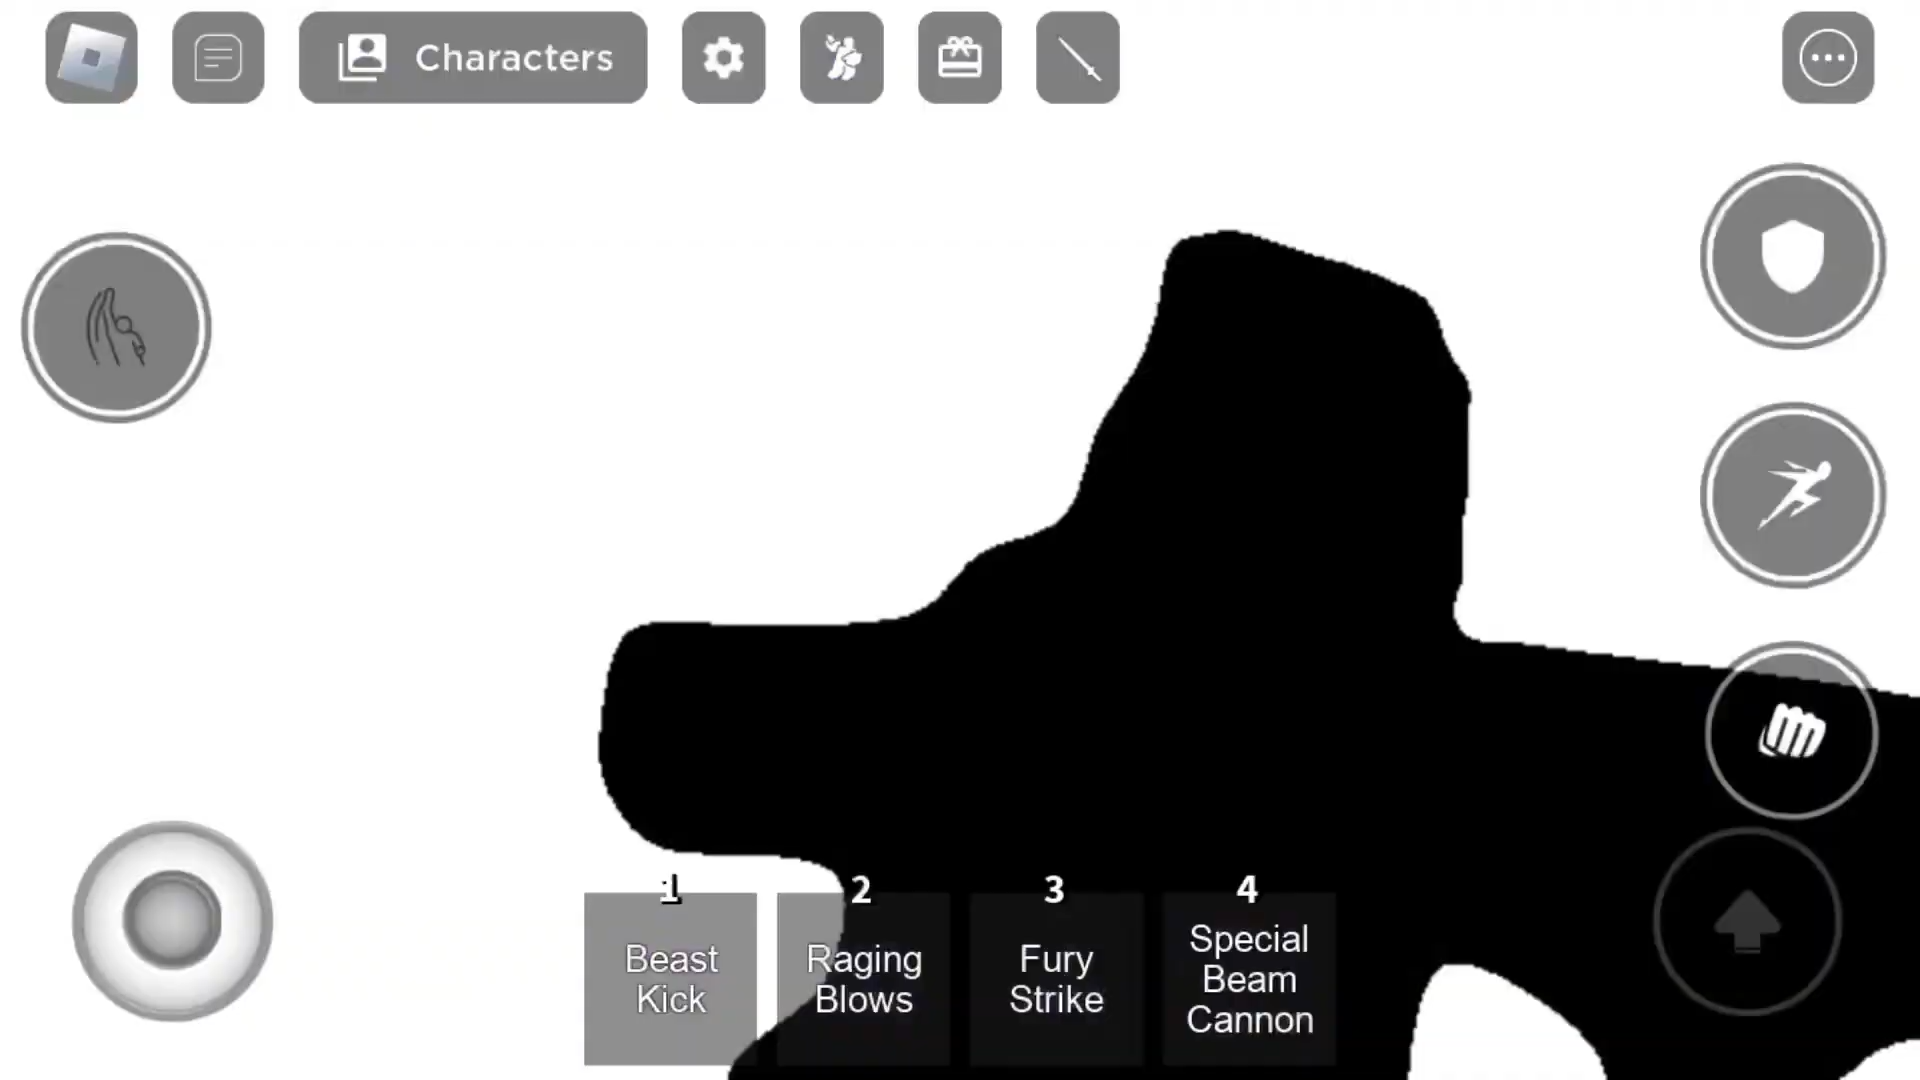 Characters
1
2
3
4
Beast
Kick
Raging
Blows
Fury
Strike
Special
Beam
Cannon